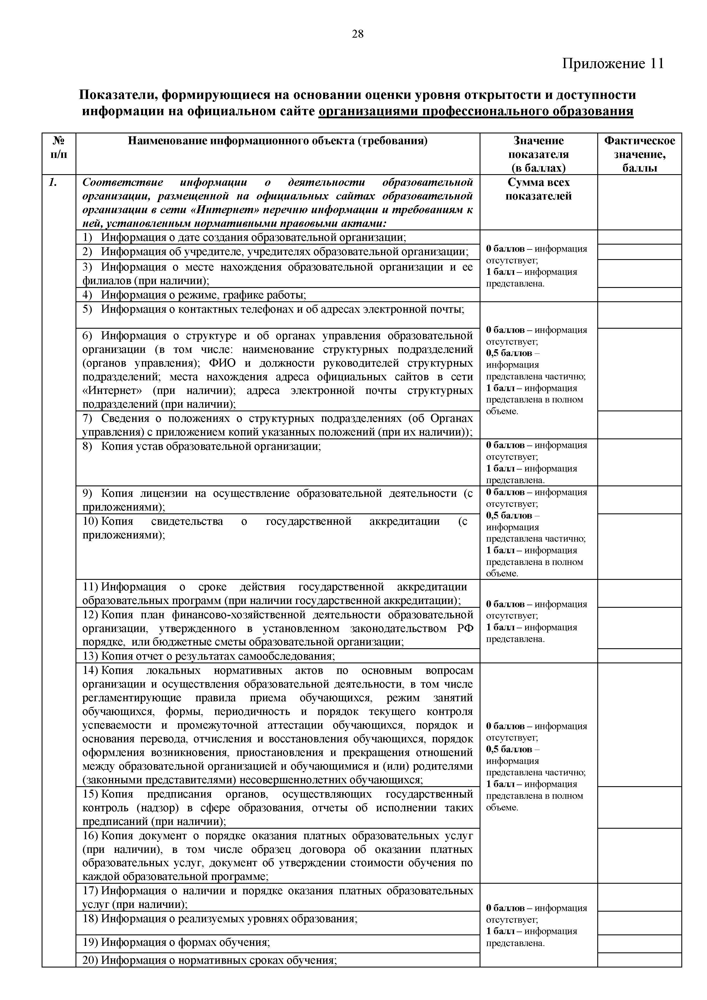 28
Приложение 11
Показатели, формирующиеся на основании оценки уровня открытости и доступности
информации на официальном сайте организациями профессионального образования
№
п/п
Наименование информационного объекта (требования)
Значение
показателя
(в баллах)
Фактическое
значение,
баллы
1.
Соответствие информации о деятельности образовательной
организации, размещенной на официальных сайтах образовательной
организации в сети «Интернет» перечню информации и требованиям к
ней, установленным нормативными правовыми актами:
Сумма всех
показателей
1) Информация о дате создания образовательной организации;
2) Информация об учредителе, учредителях образовательной организации;
3) Информация о месте нахождения образовательной организации и ее
филиалов (при наличии);
4) Информация о режиме, графике работы;
0 баллов – информация
отсутствует;
1 балл – информация
представлена.
5) Информация о контактных телефонах и об адресах электронной почты;
6) Информация о структуре и об органах управления образовательной
организации (в том числе: наименование структурных подразделений
(органов управления); ФИО и должности руководителей структурных
подразделений; места нахождения адреса официальных сайтов в сети
«Интернет» (при наличии); адреса электронной почты структурных
подразделений (при наличии);
7) Сведения о положениях о структурных подразделениях (об Органах
управления) с приложением копий указанных положений (при их наличии));
0 баллов – информация
отсутствует;
0,5 баллов –
информация
представлена частично;
1 балл – информация
представлена в полном
объеме.
8) Копия устав образовательной организации;
0 баллов – информация
отсутствует;
1 балл – информация
представлена.
9) Копия лицензии на осуществление образовательной деятельности (с
приложениями);
10) Копия свидетельства о государственной аккредитации (с
приложениями);
0 баллов – информация
отсутствует;
0,5 баллов –
информация
представлена частично;
1 балл – информация
представлена в полном
объеме.
11) Информация о сроке действия государственной аккредитации
образовательных программ (при наличии государственной аккредитации);
12) Копия план финансово-хозяйственной деятельности образовательной
организации, утвержденного в установленном законодательством РФ
порядке, или бюджетные сметы образовательной организации;
13) Копия отчет о результатах самообследования;
0 баллов – информация
отсутствует;
1 балл – информация
представлена.
14) Копия локальных нормативных актов по основным вопросам
организации и осуществления образовательной деятельности, в том числе
регламентирующие правила приема обучающихся, режим занятий
обучающихся, формы, периодичность и порядок текущего контроля
успеваемости и промежуточной аттестации обучающихся, порядок и
основания перевода, отчисления и восстановления обучающихся, порядок
оформления возникновения, приостановления и прекращения отношений
между образовательной организацией и обучающимися и (или) родителями
(законными представителями) несовершеннолетних обучающихся;
15) Копия предписания органов, осуществляющих государственный
контроль (надзор) в сфере образования, отчеты об исполнении таких
предписаний (при наличии);
16) Копия документ о порядке оказания платных образовательных услуг
(при наличии), в том числе образец договора об оказании платных
образовательных услуг, документ об утверждении стоимости обучения по
каждой образовательной программе;
0 баллов – информация
отсутствует;
0,5 баллов –
информация
представлена частично;
1 балл – информация
представлена в полном
объеме.
17) Информация о наличии и порядке оказания платных образовательных
услуг (при наличии);
18) Информация о реализуемых уровнях образования;
19) Информация о формах обучения;
20) Информация о нормативных сроках обучения;
0 баллов – информация
отсутствует;
1 балл – информация
представлена.